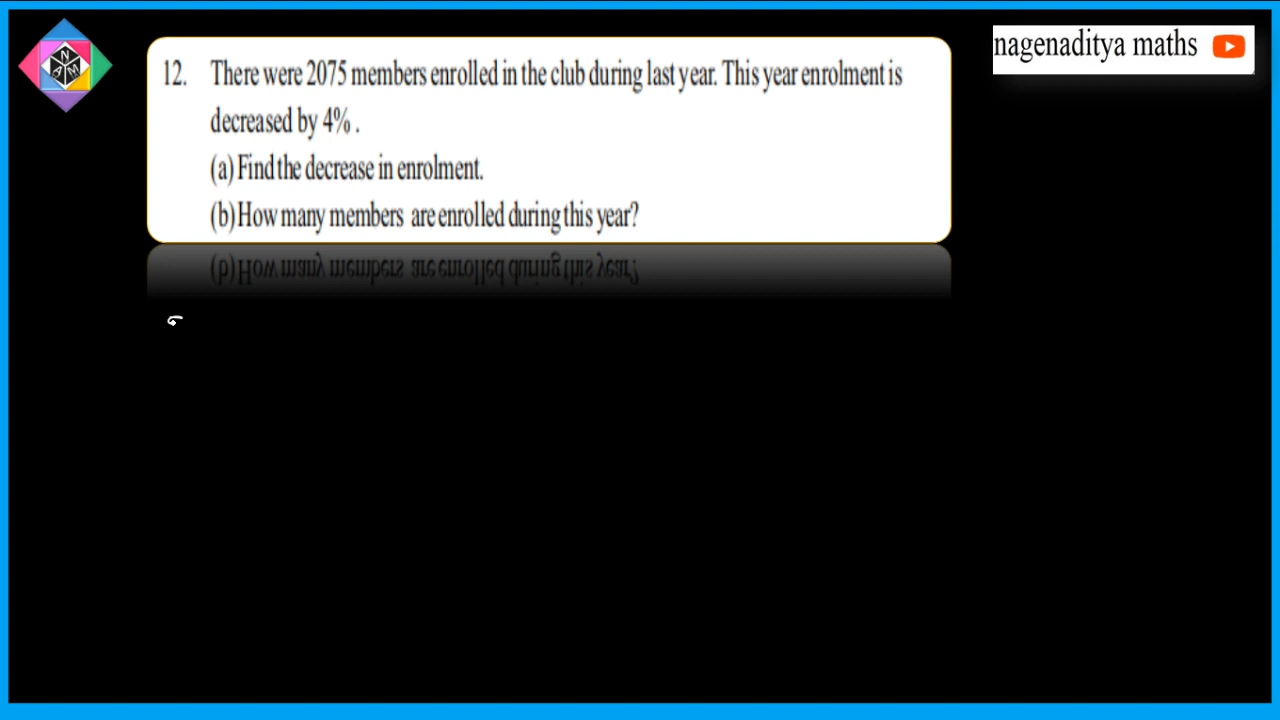 N
A M
nagenaditya maths
12. There were 2075 members enrolled in the club during last year. This year enrolment is
decreased by 4% .
(a) Find the decrease in enrolment.
(b) How many members are enrolled during this year?